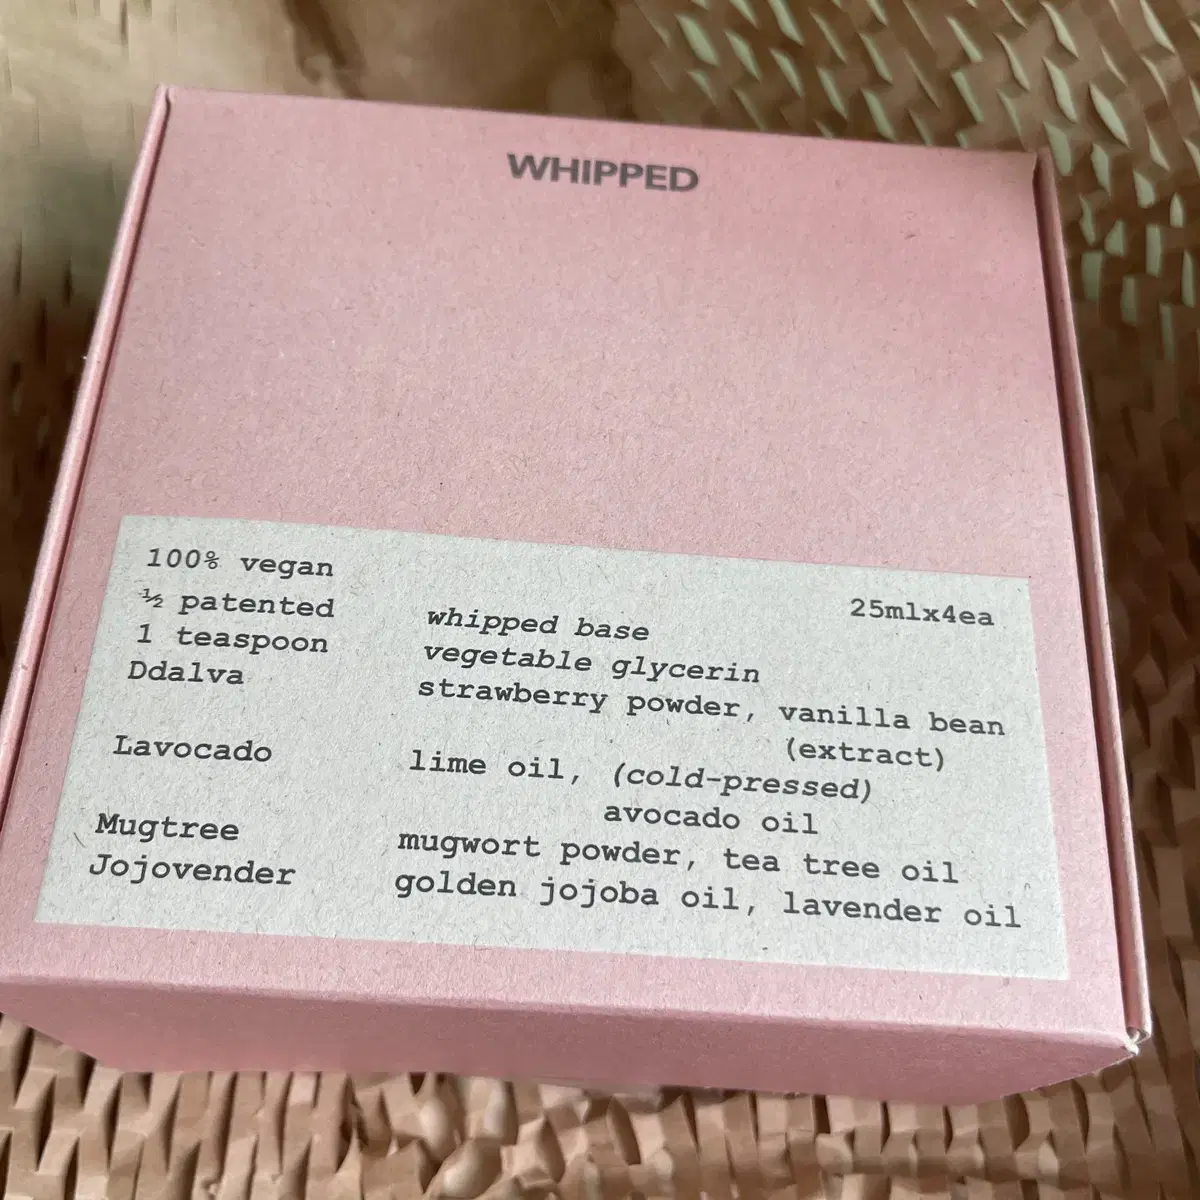 WHIPPED
100% vegan
25mlx4ea
½ patented whipped base
1 teaspoon vegetable glycerin
Ddalva strawberry powder, vanilla bean
(extract)
Lavocado lime oil, (cold-pressed)
avocado oil
Mugtree mugwort powder, tea tree oil
Jojovender golden jojoba oil, lavender oil